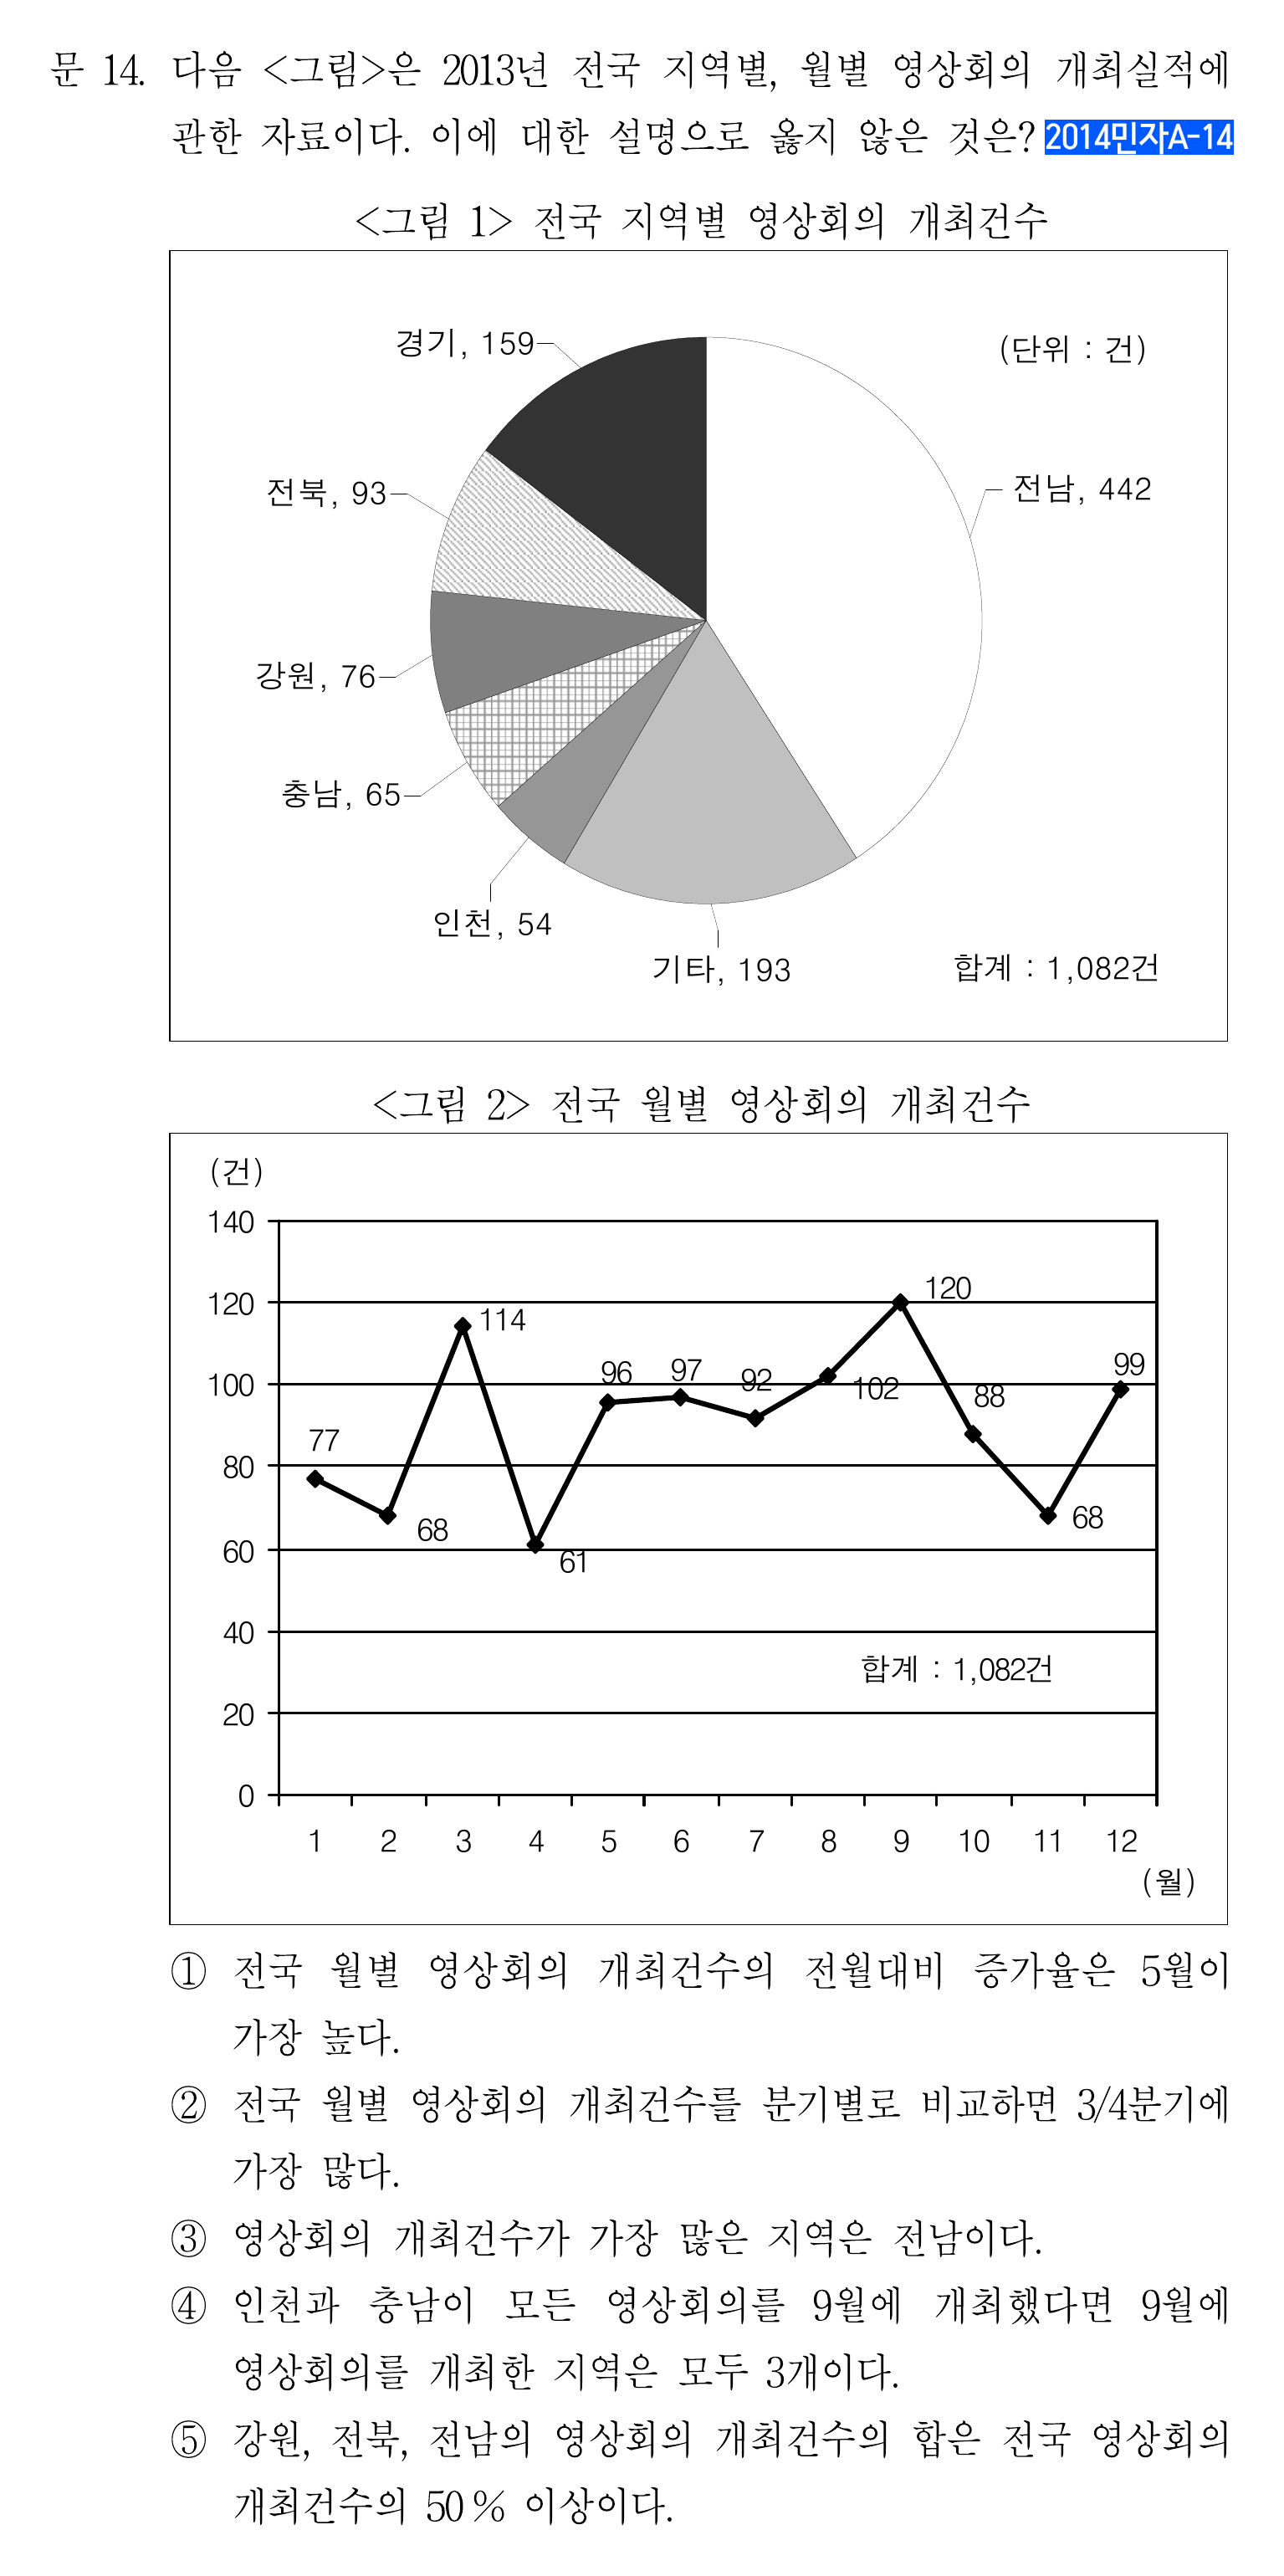 문 14. 다음 <그림>은 2013년 전국 지역별, 월별 영상회의 개최실적에
관한 자료이다. 이에 대한 설명으로 옳지 않은 것은? 2014민자A-14
<그림 1> 전국 지역별 영상회의 개최건수
경기, 159
(단위 : 건)
전북, 93
전남, 442
강원, 76
충남, 65
인천, 54
기타, 193
합계 : 1,082건
<그림 2> 전국 월별 영상회의 개최건수
(건)
140
120
100
80
60
40
20
0
77
68
114
61
96
97
92
102
120
88
68
99
합계 : 1,082건
1 2 3 4 5 6 7 8 9 10 11 12
(월)
① 전국 월별 영상회의 개최건수의 전월대비 증가율은 5월이
가장 높다.
② 전국 월별 영상회의 개최건수를 분기별로 비교하면 3/4분기에
가장 많다.
③ 영상회의 개최건수가 가장 많은 지역은 전남이다.
④ 인천과 충남이 모든 영상회의를 9월에 개최했다면 9월에
영상회의를 개최한 지역은 모두 3개이다.
⑤ 강원, 전북, 전남의 영상회의 개최건수의 합은 전국 영상회의
개최건수의 50% 이상이다.